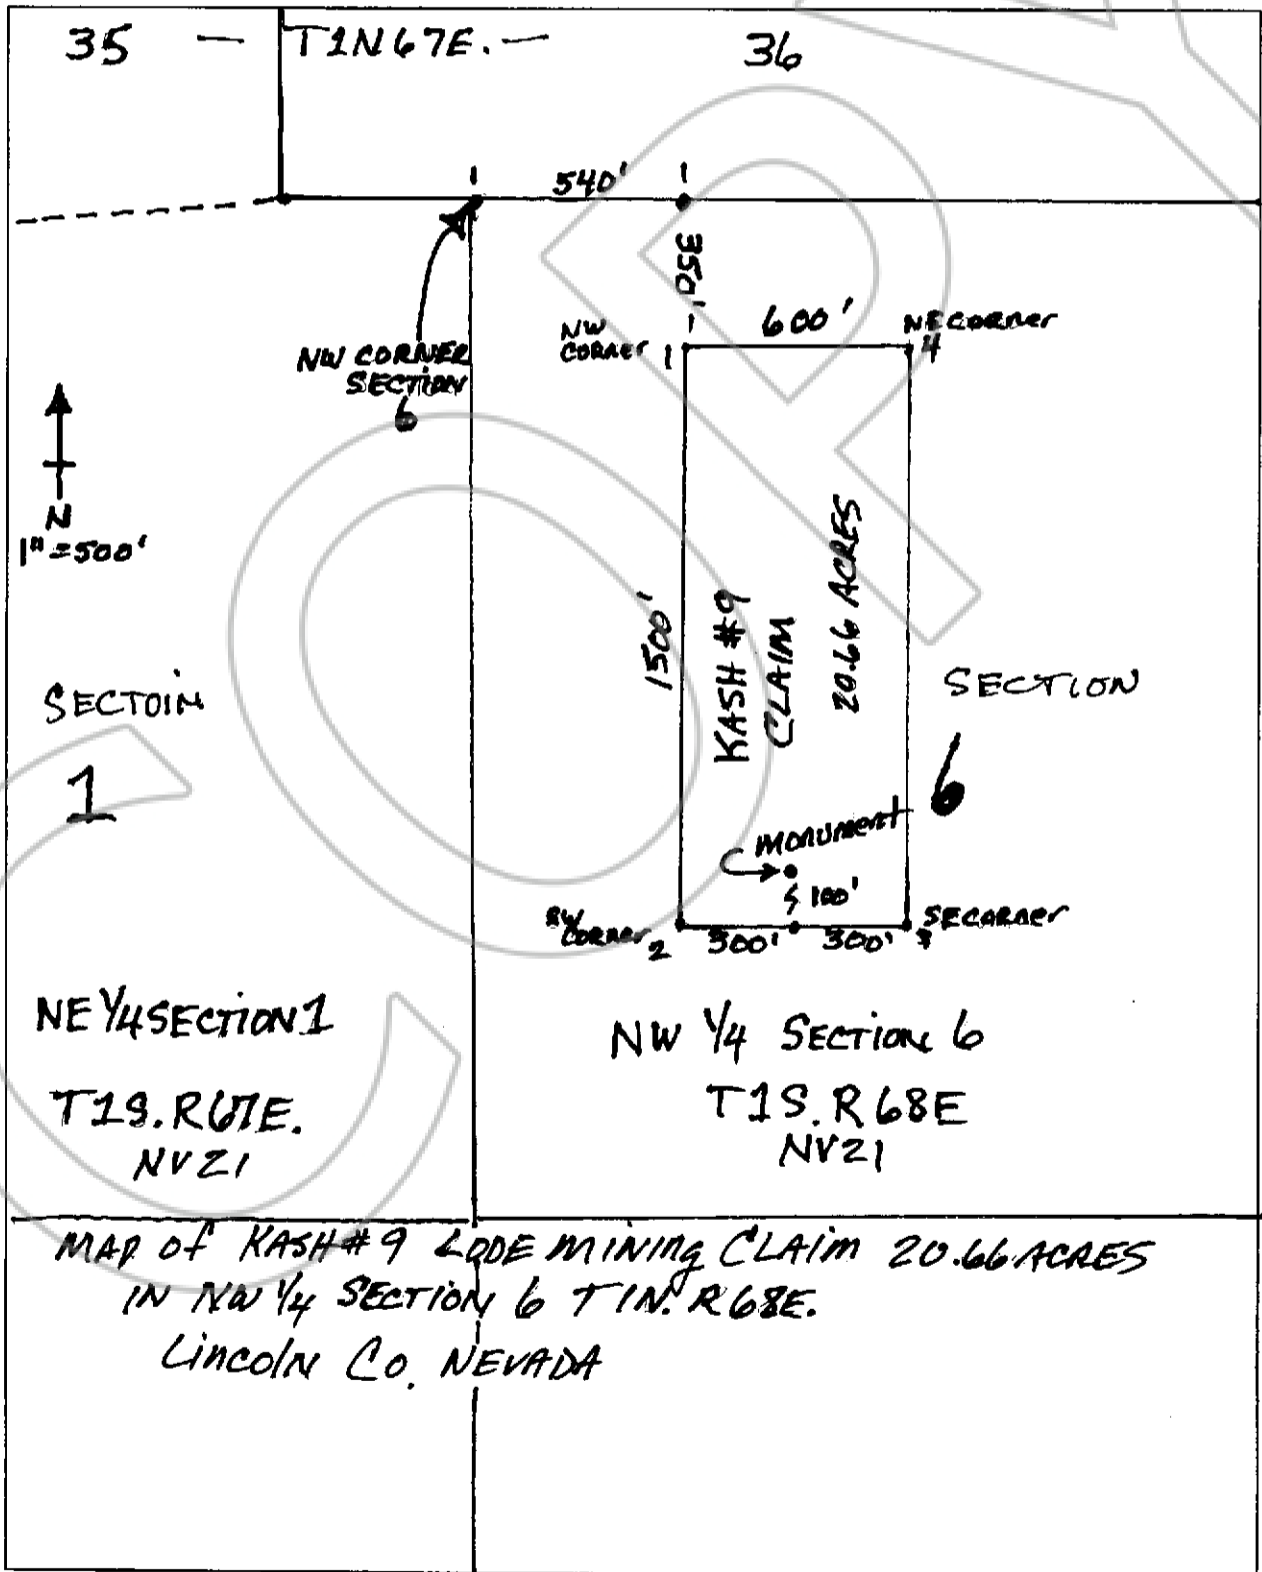 35 — T1N67E. — 36
540'
350'
600'
NW CORNER 1
NE CORNER 4
NW CORNER
SECTION
6
N
1"=500'
1500'
KASH #9
CLAIM
20.66 ACRES
SECTOIN
1
SECTION
6
MONUMENT
100'
SW CORNER 2
300' 300'
SE CORNER 3
NE 1/4 SECTION 1
T1S. R67E.
NV21
NW 1/4 SECTION 6
T1S. R68E
NV21
MAP OF KASH #9 LODE MINING CLAIM 20.66 ACRES
IN NW 1/4 SECTION 6 T1N. R68E.
Lincoln Co. NEVADA
COPY